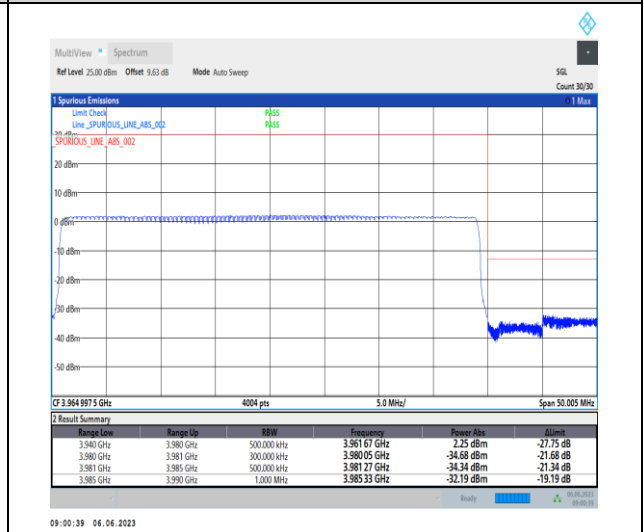 MultiView Spectrum
Ref Level 25.00 dBm Offset 9.63 dB Mode Auto Sweep SGL
Count 30/30
1 Spurious Emissions 1 Max
Limit Check PASS
Line _SPURIOUS_LINE_ABS_002 PASS
30 dBm
_SPURIOUS_LINE_ABS_002
20 dBm
10 dBm
0 dBm
-10 dBm
-20 dBm
-30 dBm
-40 dBm
-50 dBm
CF 3.964 997 5 GHz 4004 pts 5.0 MHz/ Span 50.005 MHz
2 Result Summary
Range Low Range Up RBW Frequency Power Abs ΔLimit
3.940 GHz 3.980 GHz 500.000 kHz 3.961 67 GHz 2.25 dBm -27.75 dB
3.980 GHz 3.981 GHz 300.000 kHz 3.980 05 GHz -34.68 dBm -21.68 dB
3.981 GHz 3.985 GHz 500.000 kHz 3.981 27 GHz -34.34 dBm -21.34 dB
3.985 GHz 3.990 GHz 1.000 MHz 3.985 33 GHz -32.19 dBm -19.19 dB
Ready 06.06.2023
09:00:39
09:00:39 06.06.2023